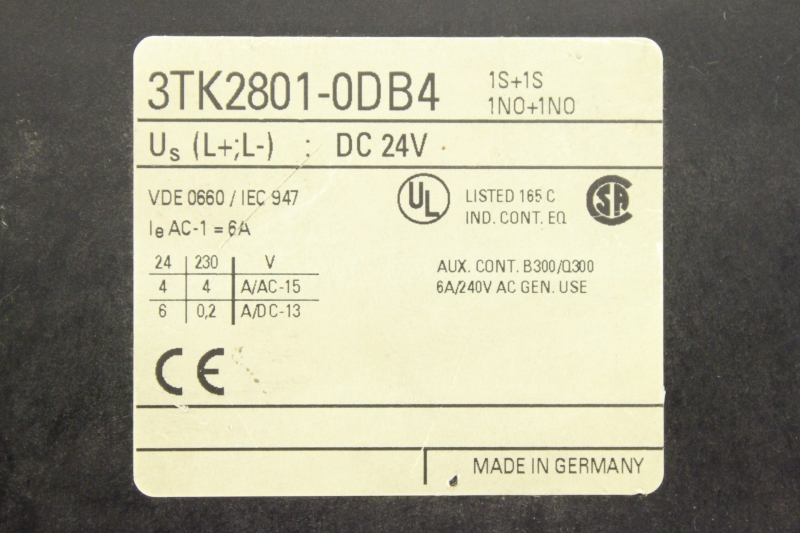 3TK2801-0DB4 1S+1S
1NO+1NO
Us (L+;L-) : DC 24V
VDE 0660 / IEC 947
Ie AC-1 = 6A
UL
LISTED 165 C
IND. CONT. EQ
SA
24 230 V
4 4 A/AC-15
6 0,2 A/DC-13
AUX. CONT. B300/Q300
6A/240V AC GEN. USE
CE
MADE IN GERMANY